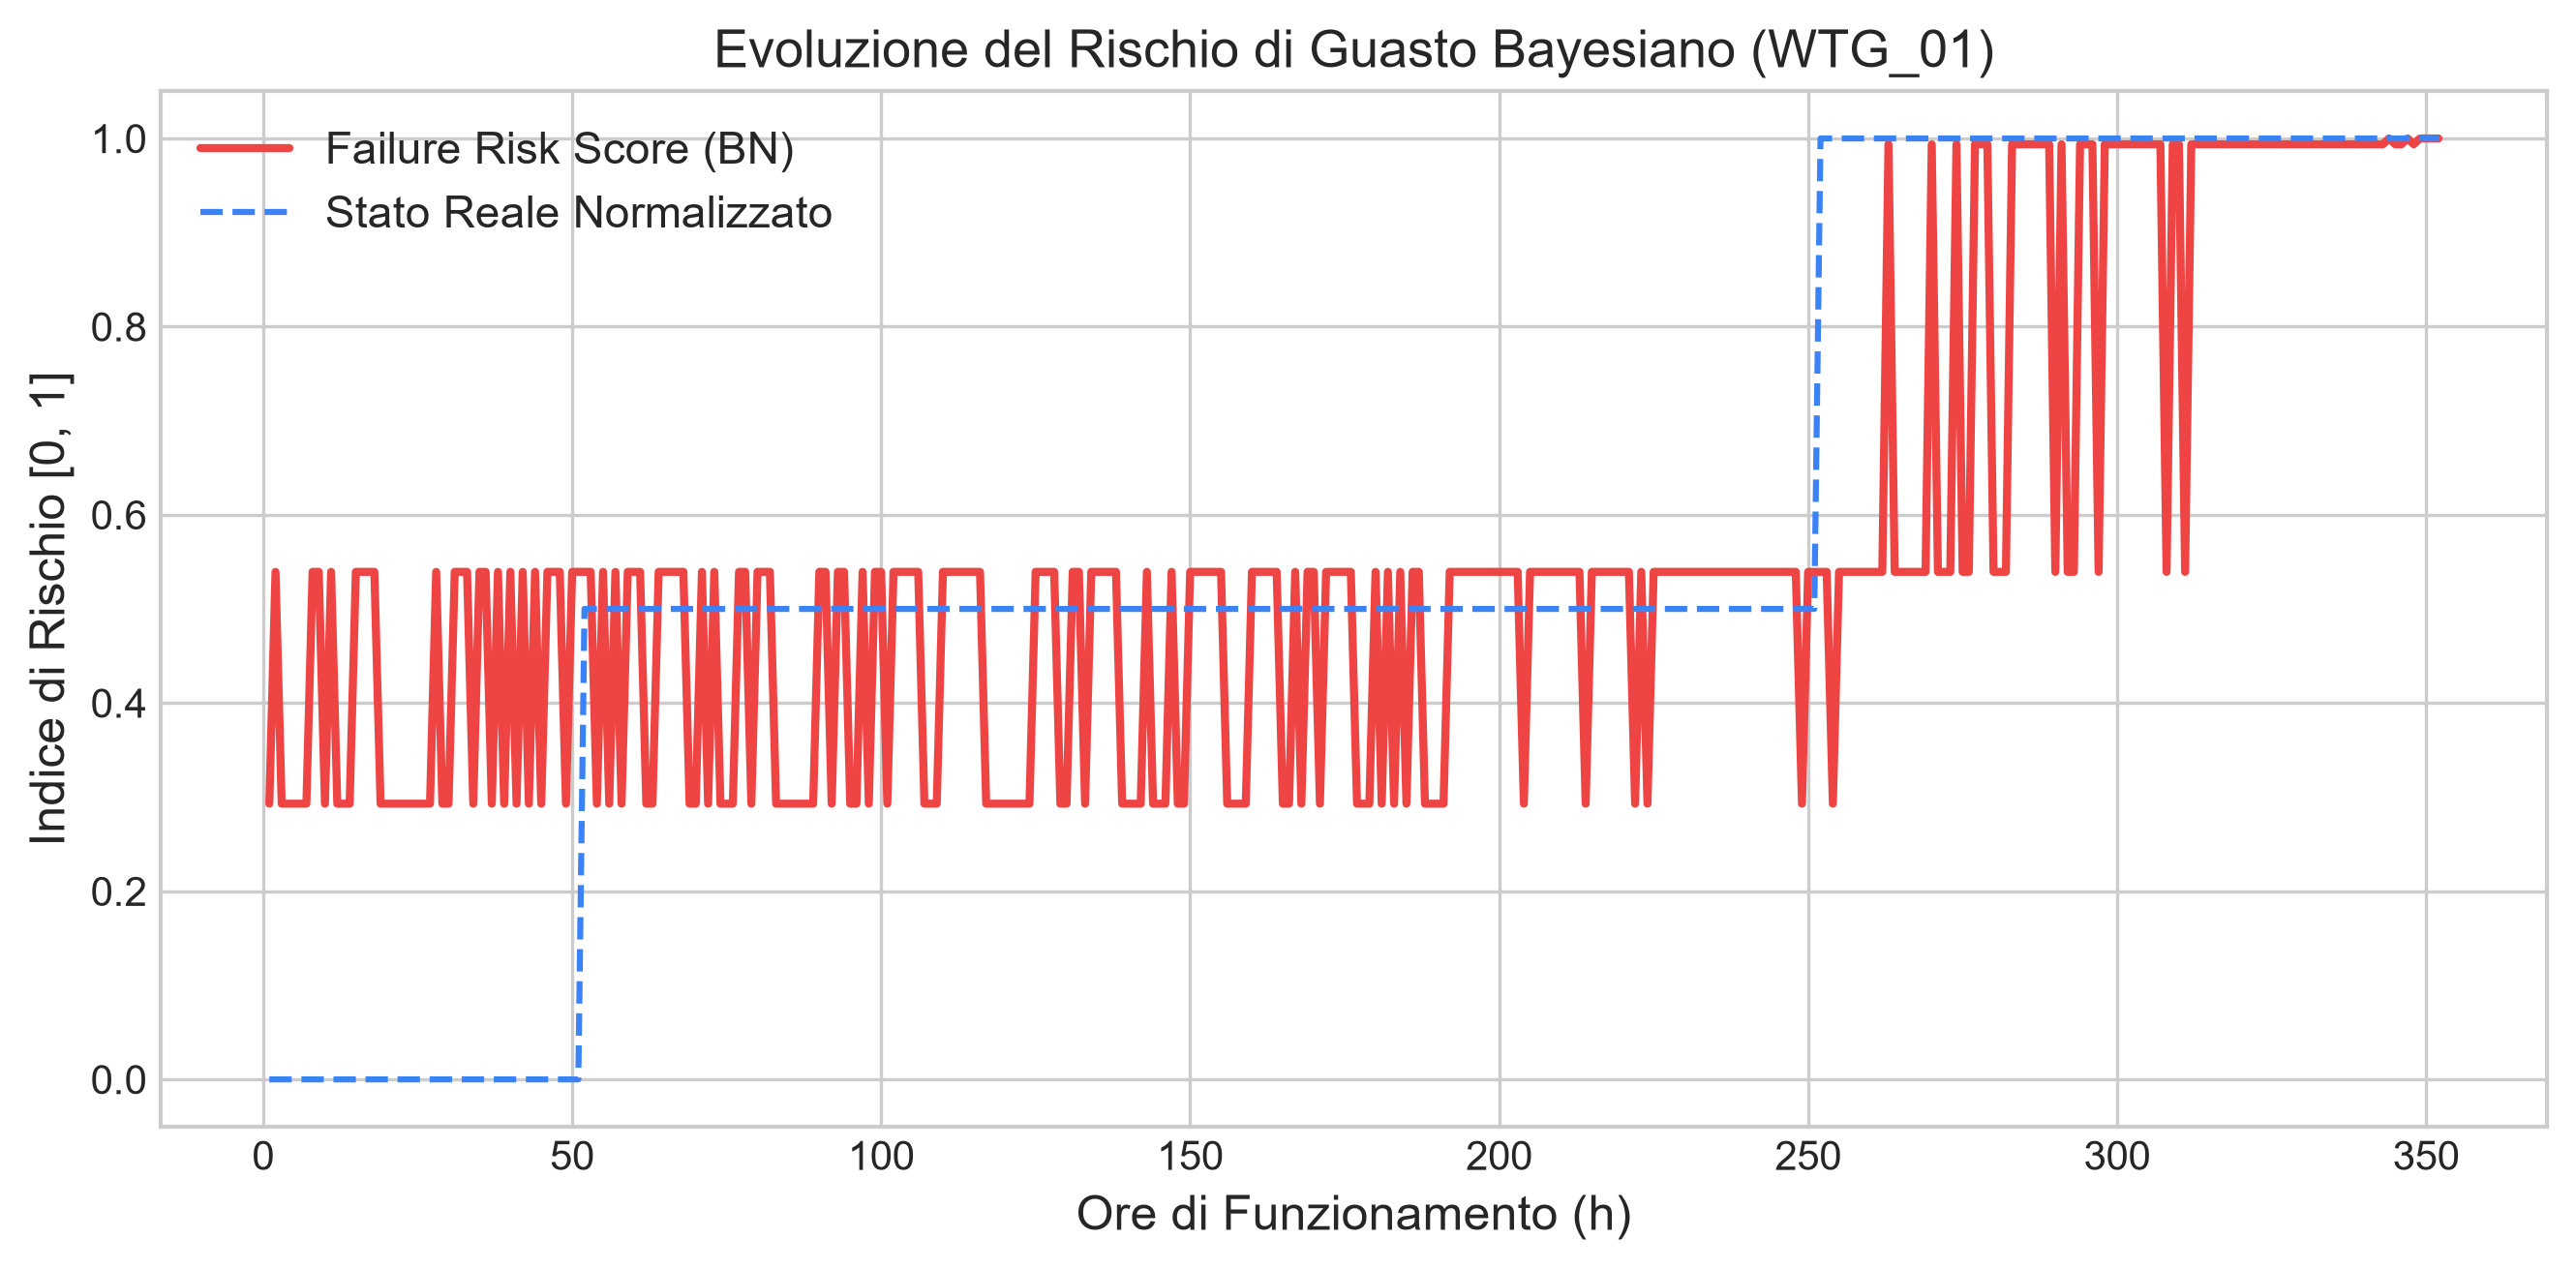 Evoluzione del Rischio di Guasto Bayesiano (WTG_01)
Failure Risk Score (BN)
Stato Reale Normalizzato
Indice di Rischio [0, 1]
1.0
0.8
0.6
0.4
0.2
0.0
0 50 100 150 200 250 300 350
Ore di Funzionamento (h)